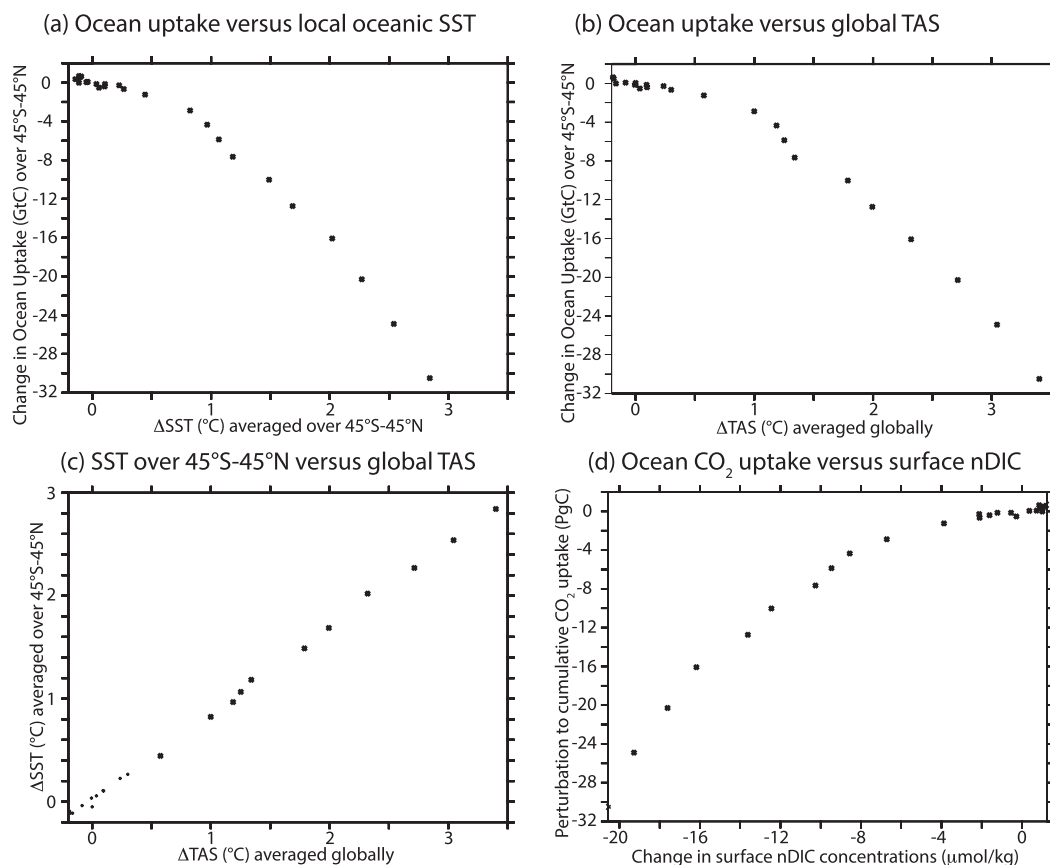 (a) Ocean uptake versus local oceanic SST
Change in Ocean Uptake (GtC) over 45°S-45°N
0
-4
-8
-12
-16
-20
-24
-28
-32
0 1 2 3
ΔSST (°C) averaged over 45°S-45°N
(b) Ocean uptake versus global TAS
Change in Ocean Uptake (GtC) over 45°S-45°N
0
-4
-8
-12
-16
-20
-24
-28
-32
0 1 2 3
ΔTAS (°C) averaged globally
(c) SST over 45°S-45°N versus global TAS
ΔSST (°C) averaged over 45°S-45°N
3
2
1
0
0 1 2 3
ΔTAS (°C) averaged globally
(d) Ocean CO₂ uptake versus surface nDIC
Perturbation to cumulative CO₂ uptake (PgC)
0
-4
-8
-12
-16
-20
-24
-28
-32
-20 -16 -12 -8 -4 0
Change in surface nDIC concentrations (μmol/kg)